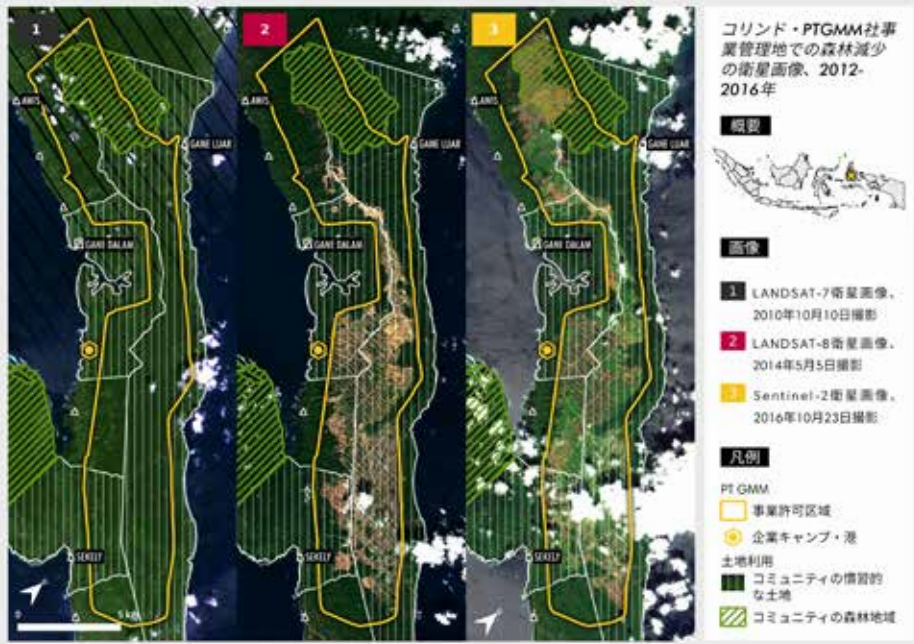 1
AWIS
GANE LUAR
GANE DALAM
SEKELY
0
5 KM
2
AWIS
GANE LUAR
GANE DALAM
SEKELY
3
AWIS
GANE LUAR
GANE DALAM
SEKELY
コリンド・PTGMM社事
業管理地での森林減少
の衛星画像、2012-
2016年
概要
画像
1 LANDSAT-7衛星画像、
2010年10月10日撮影
2 LANDSAT-8衛星画像、
2014年5月5日撮影
3 Sentinel-2衛星画像、
2016年10月23日撮影
凡例
PT GMM
事業許可区域
企業キャンプ・港
土地利用
コミュニティの慣習的
な土地
コミュニティの森林地域